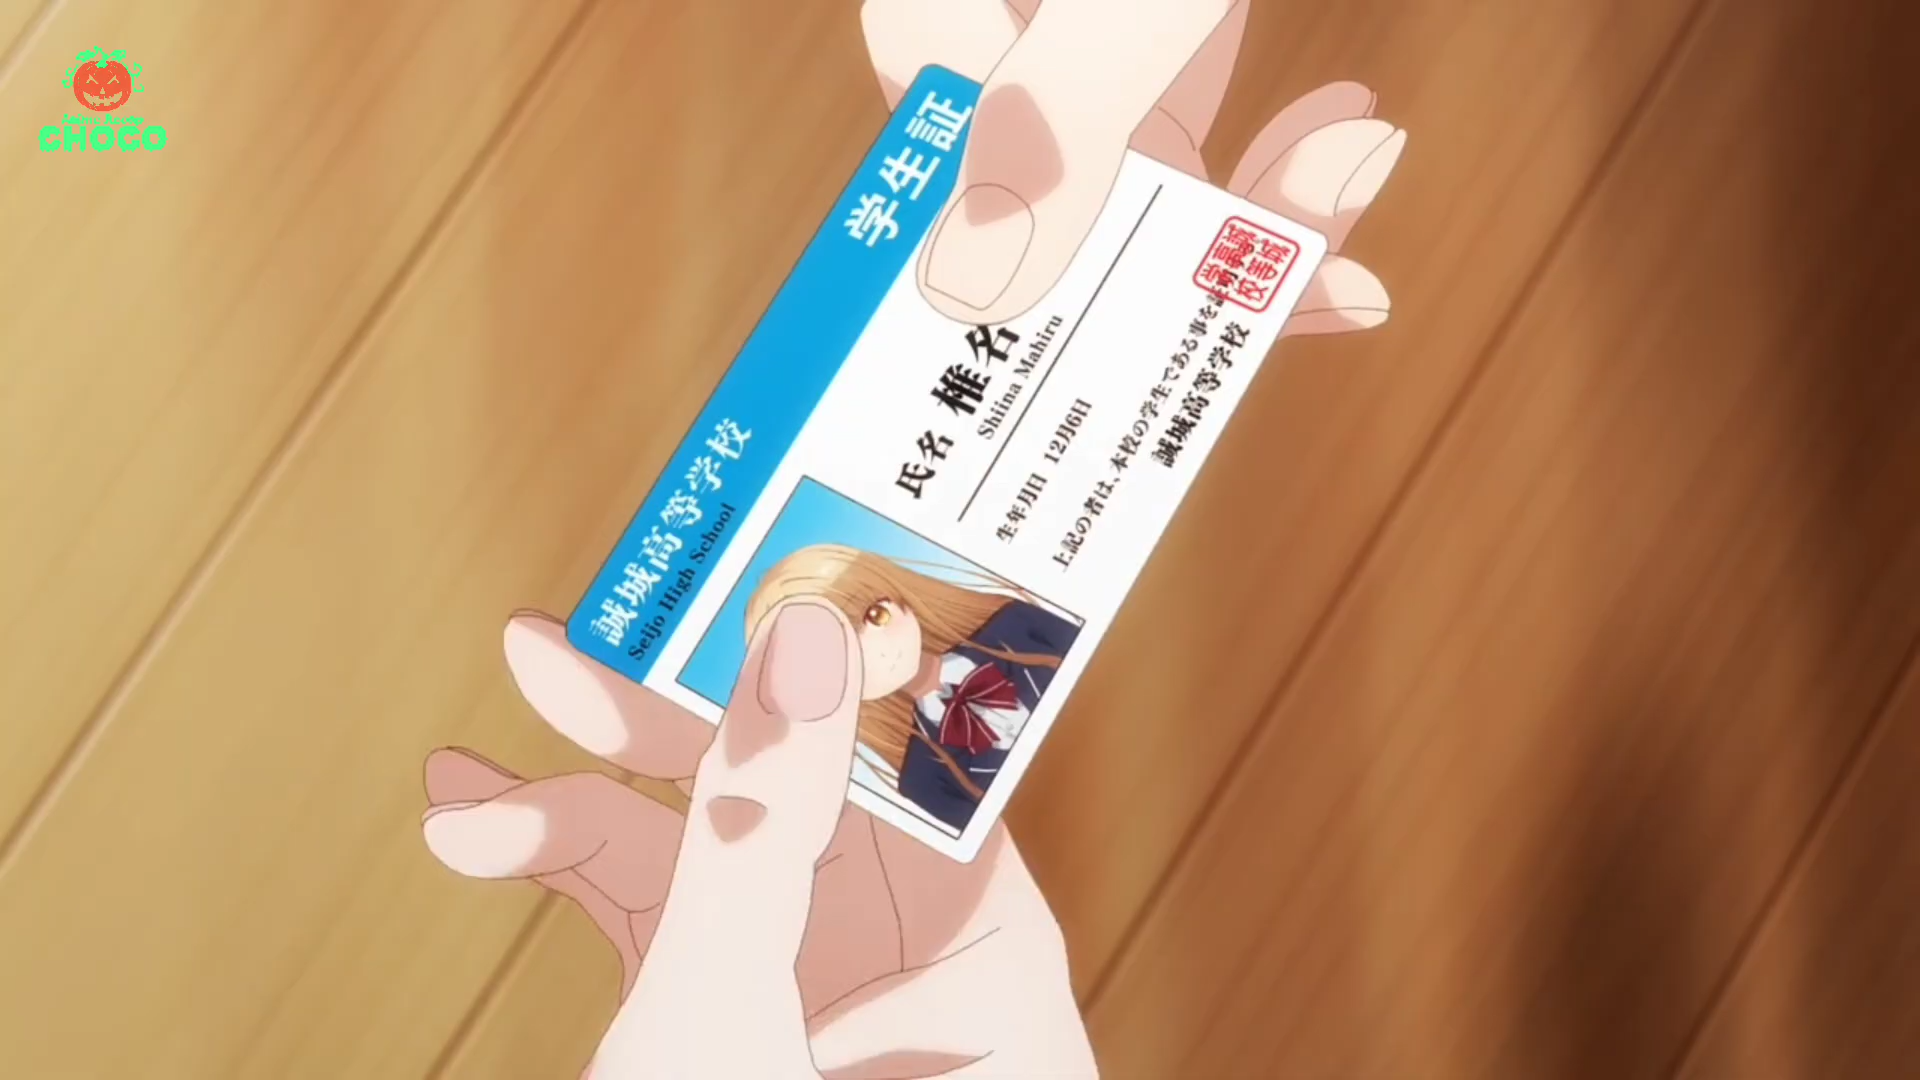 CHOCO
学生証
誠城高等学校
Seijo High School
氏名 椎名
Shiina Mahiru
生年月日 12月6日
上記の者は、本校の学生である事を証
誠城高等学校